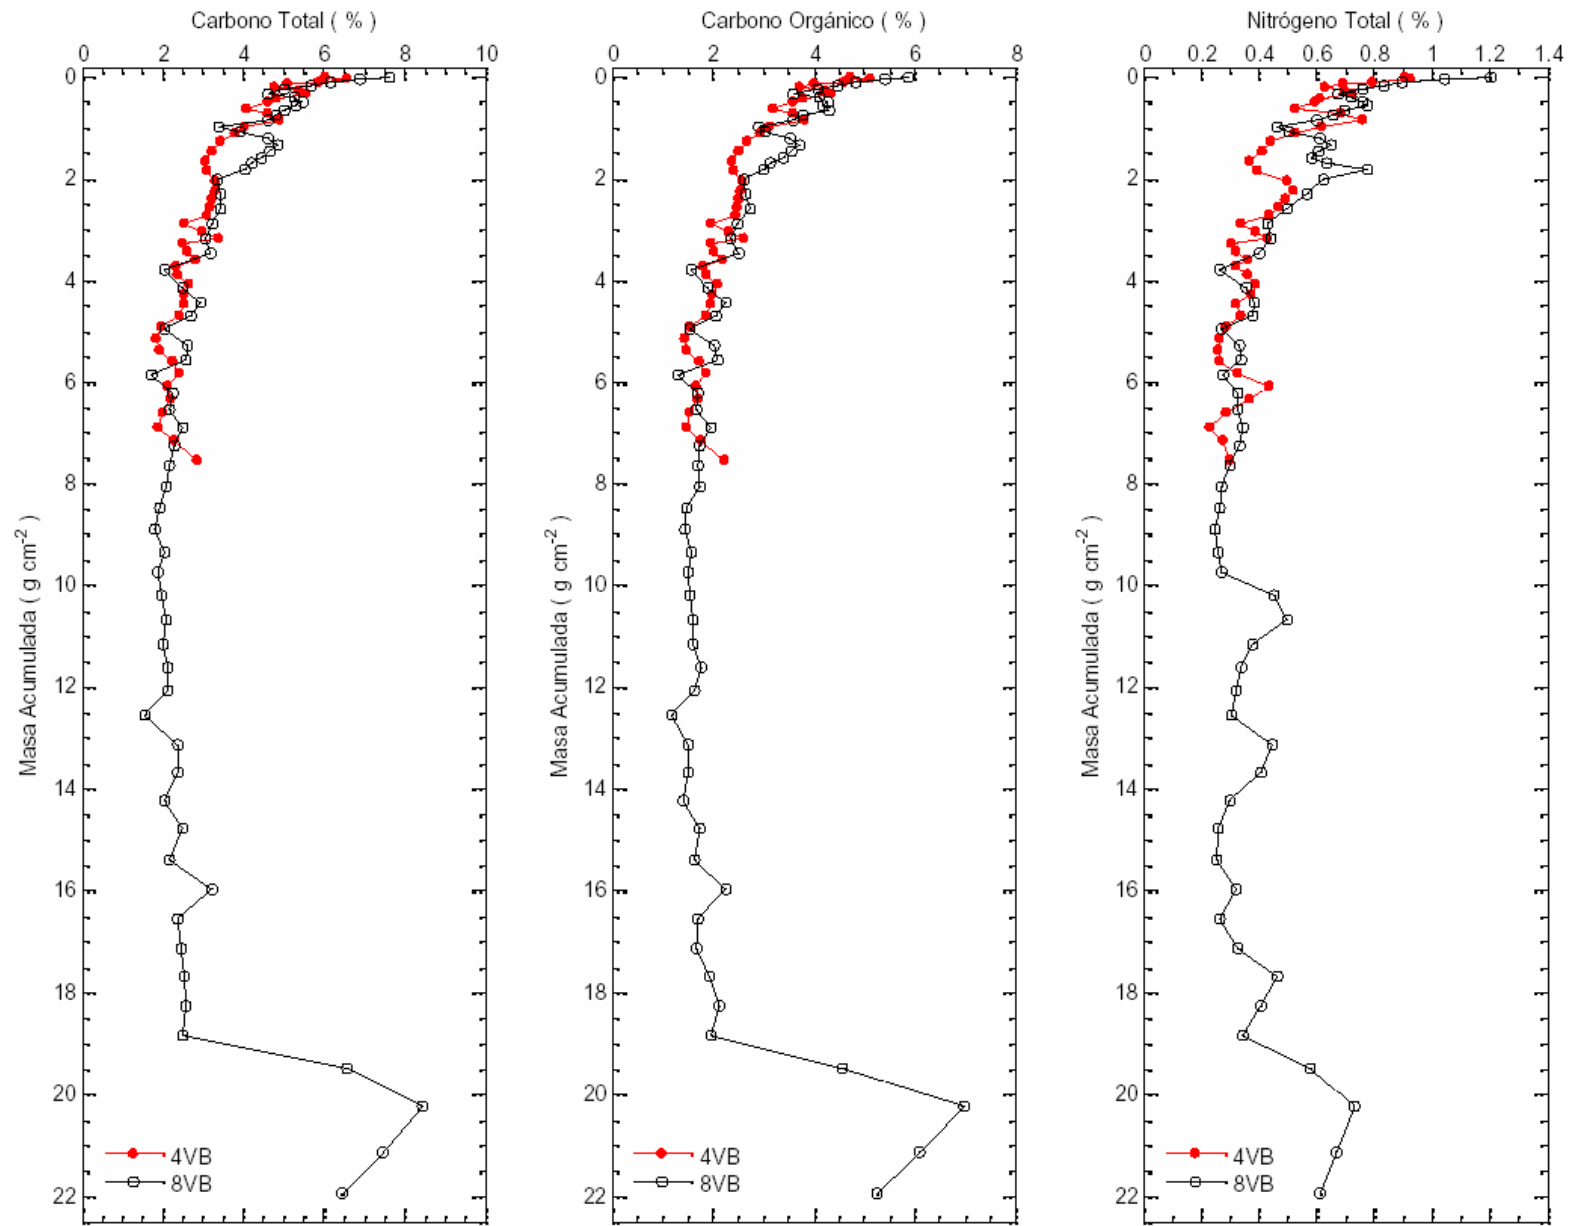 Carbono Total ( % )
0 2 4 6 8 10
0
2
4
6
8
10
12
14
16
18
20
22
Masa Acumulada ( g cm-2 )
4VB
8VB
Carbono Orgánico ( % )
0 2 4 6 8
0
2
4
6
8
10
12
14
16
18
20
22
Masa Acumulada ( g cm-2 )
4VB
8VB
Nitrógeno Total ( % )
0 0.2 0.4 0.6 0.8 1 1.2 1.4
0
2
4
6
8
10
12
14
16
18
20
22
Masa Acumulada ( g cm-2 )
4VB
8VB